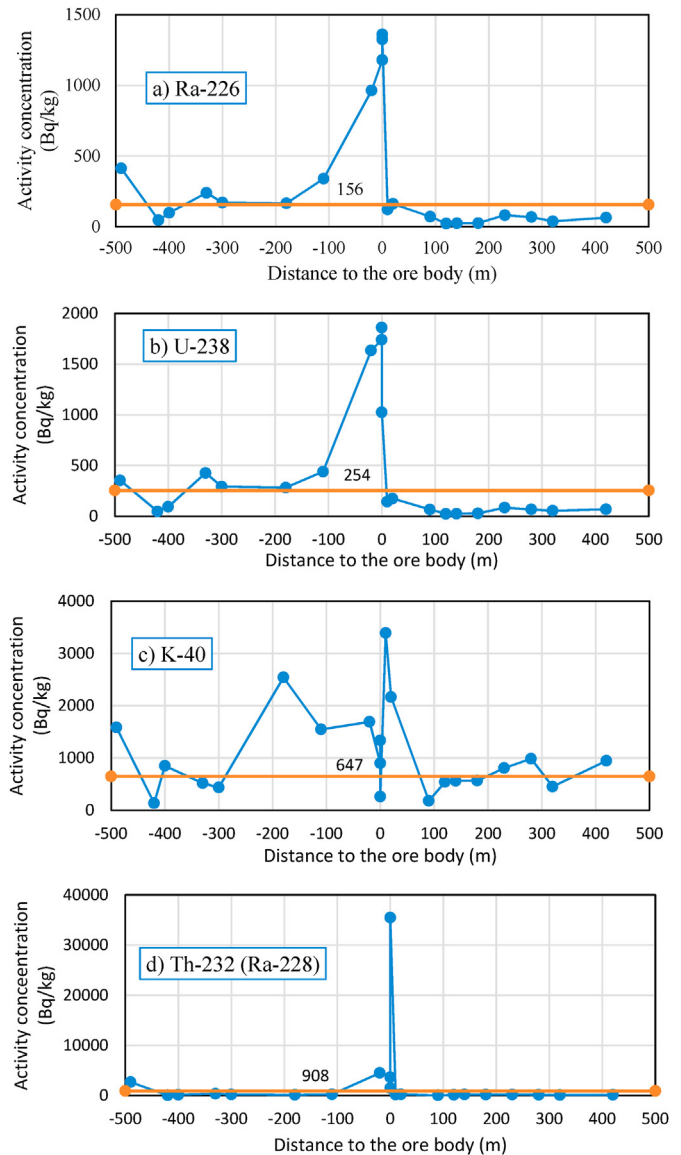 1500
1000
500
0
Activity concentration
(Bq/kg)
a) Ra-226
156
-500 -400 -300 -200 -100 0 100 200 300 400 500
Distance to the ore body (m)
2000
1500
1000
500
0
Activity concentration
(Bq/kg)
b) U-238
254
-500 -400 -300 -200 -100 0 100 200 300 400 500
Distance to the ore body (m)
4000
3000
2000
1000
0
Activity concentration
(Bq/kg)
c) K-40
647
-500 -400 -300 -200 -100 0 100 200 300 400 500
Distance to the ore body (m)
40000
30000
20000
10000
0
Activity conceentration
(Bq/kg)
d) Th-232 (Ra-228)
908
-500 -400 -300 -200 -100 0 100 200 300 400 500
Distance to the ore body (m)